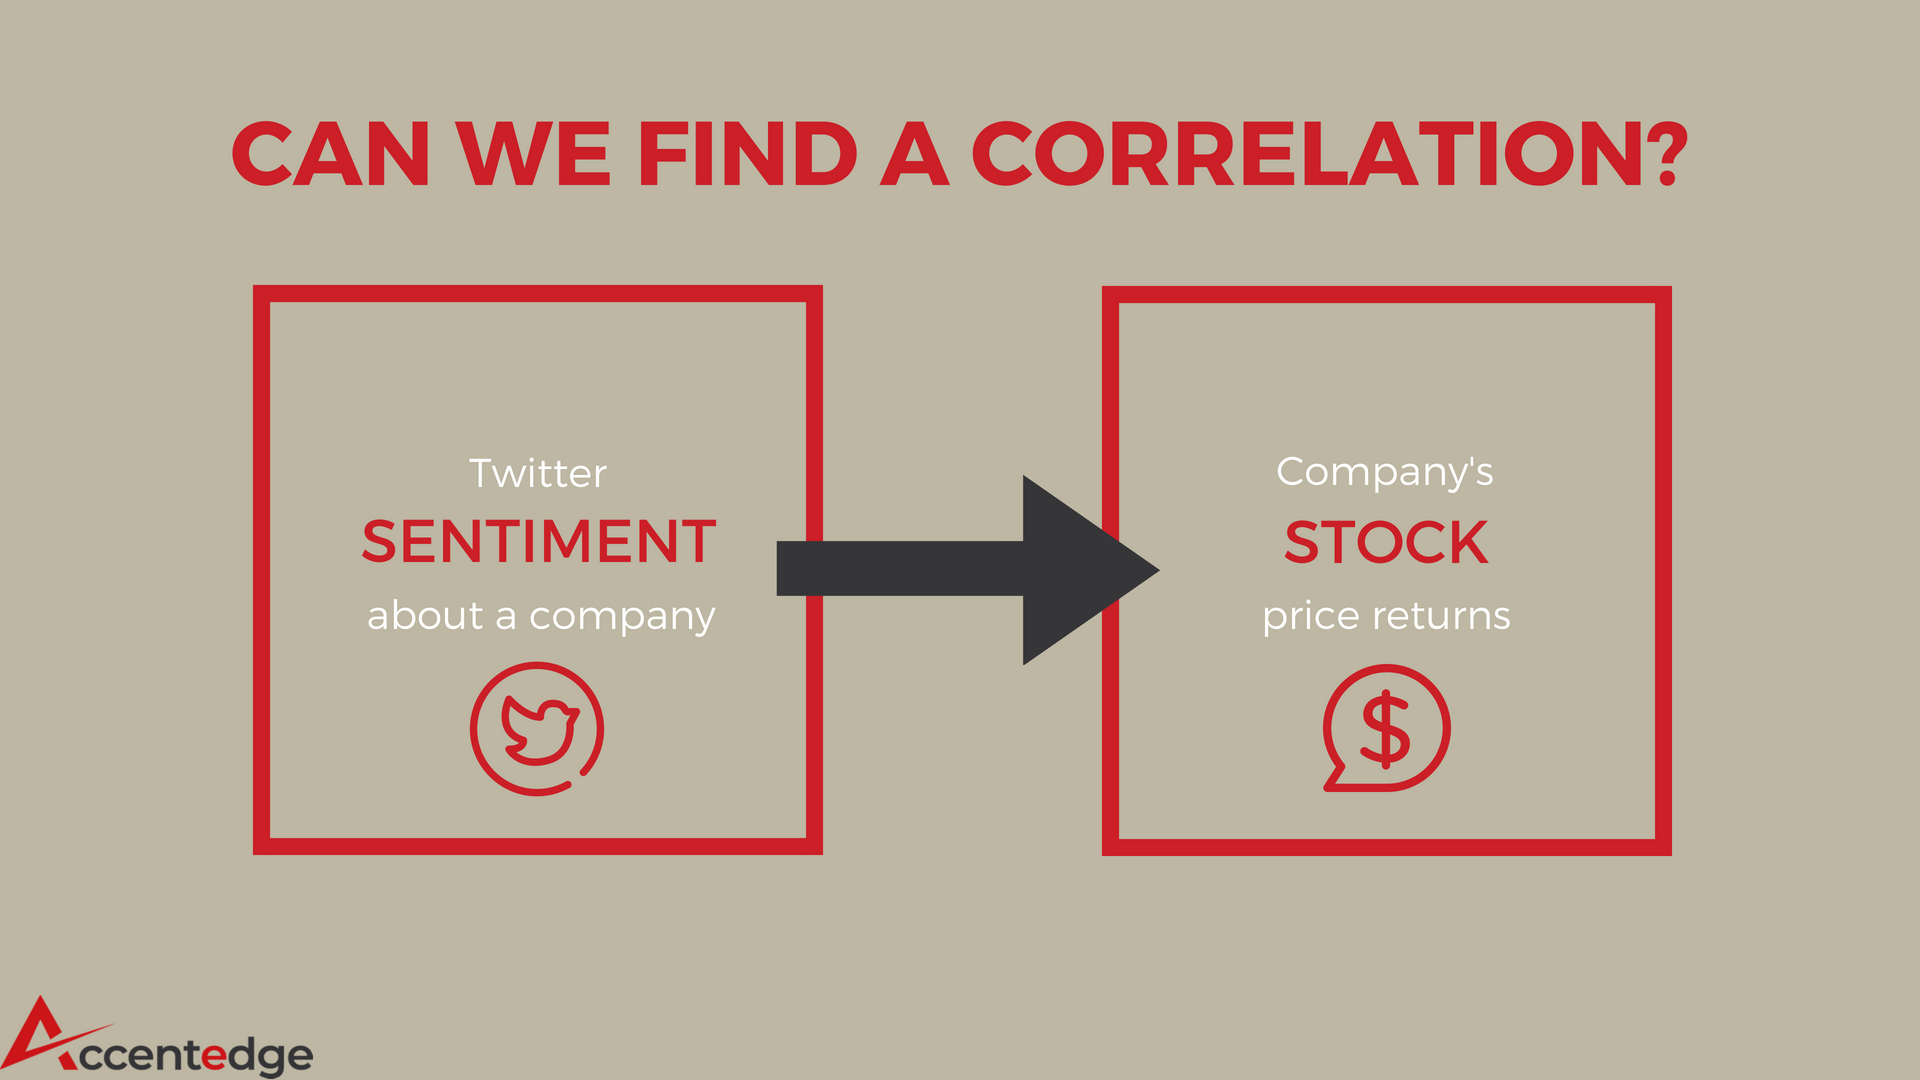 CAN WE FIND A CORRELATION?
Twitter
SENTIMENT
about a company
Company's
STOCK
price returns
$
Accentedge